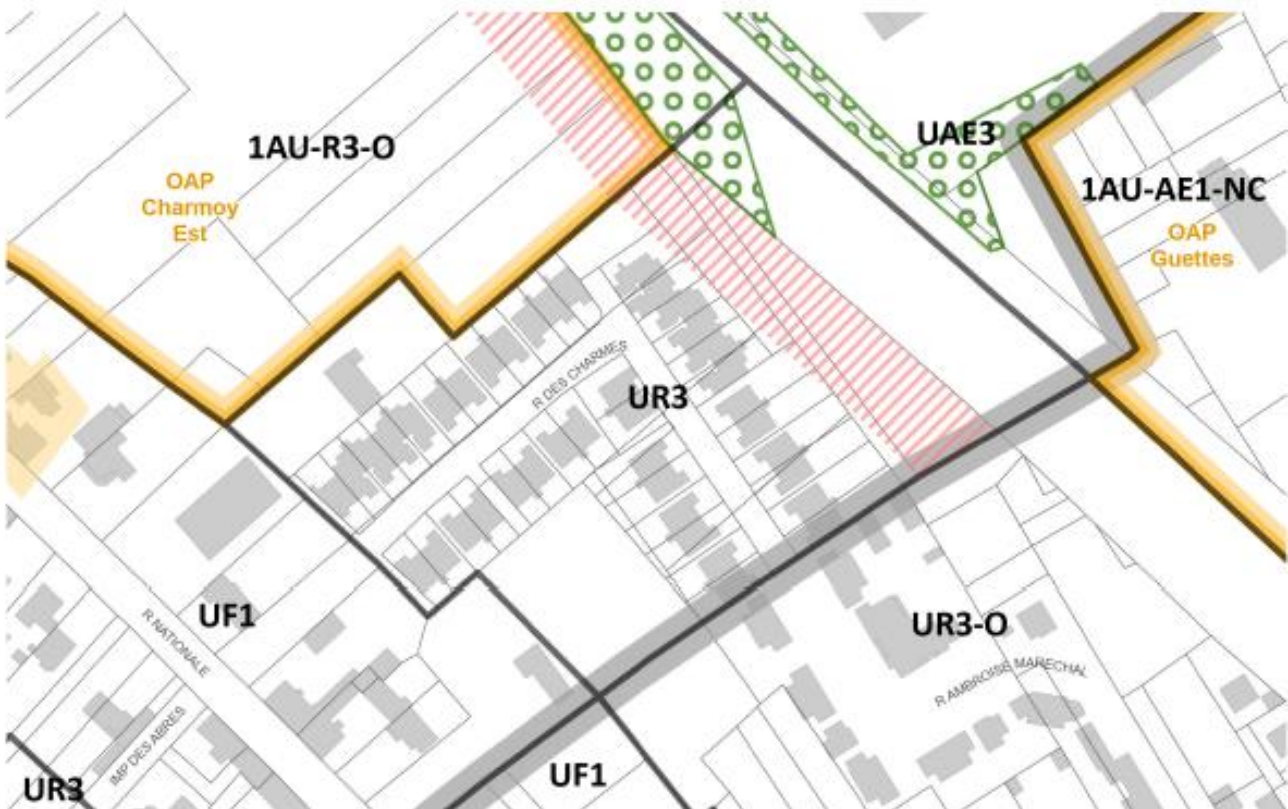 UAE3
1AU-R3-O
OAP
Charmoy
Est
1AU-AE1-NC
OAP
Guettes
R DES CHARMES
UR3
UF1
R NATIONALE
UR3-O
R AMBROISE MARECHAL
IMP DES ABRES
UR3
UF1